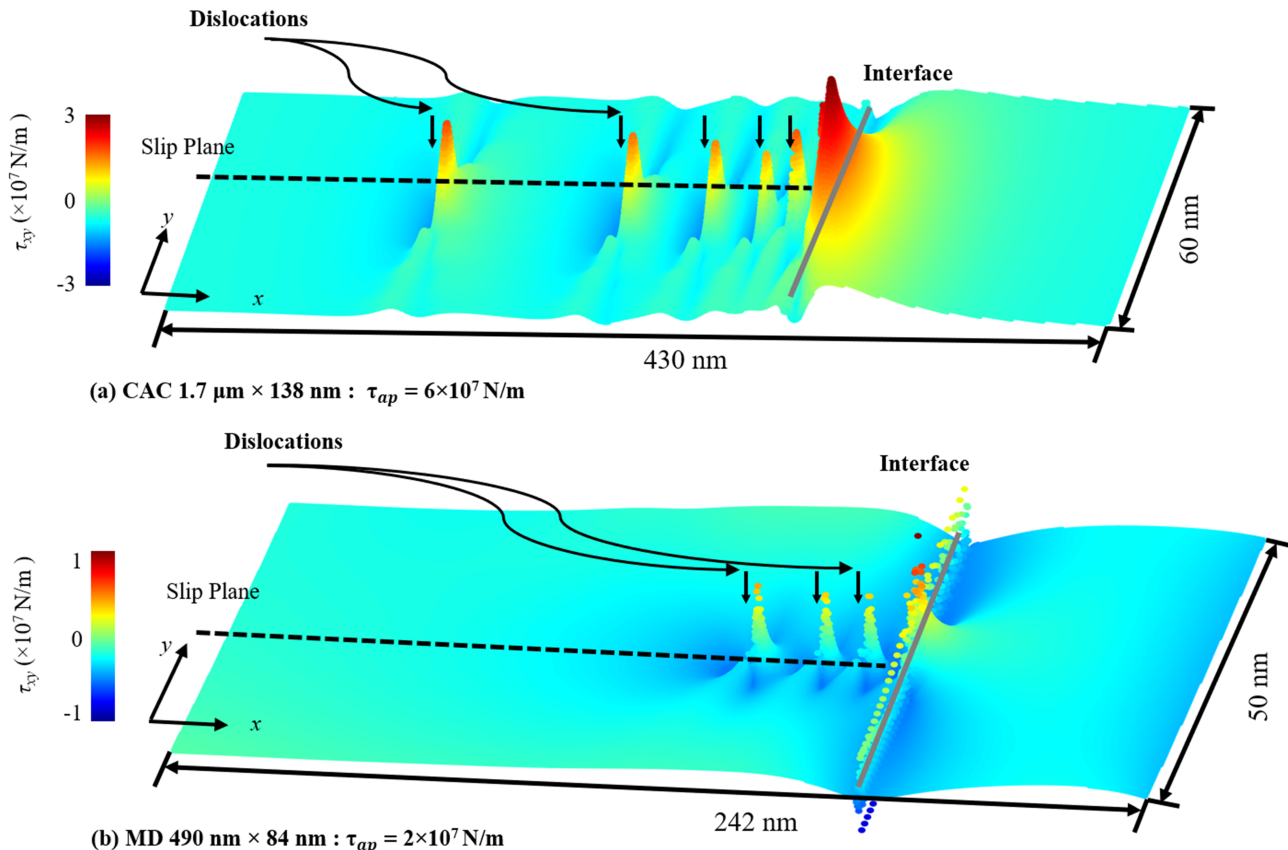 Dislocations
Interface
3
0
-3
τxy (×10⁷ N/m)
Slip Plane
y
x
60 nm
430 nm
(a) CAC 1.7 μm × 138 nm : τap = 6×10⁷ N/m
Dislocations
Interface
1
0
-1
τxy (×10⁷ N/m)
Slip Plane
y
x
50 nm
242 nm
(b) MD 490 nm × 84 nm : τap = 2×10⁷ N/m